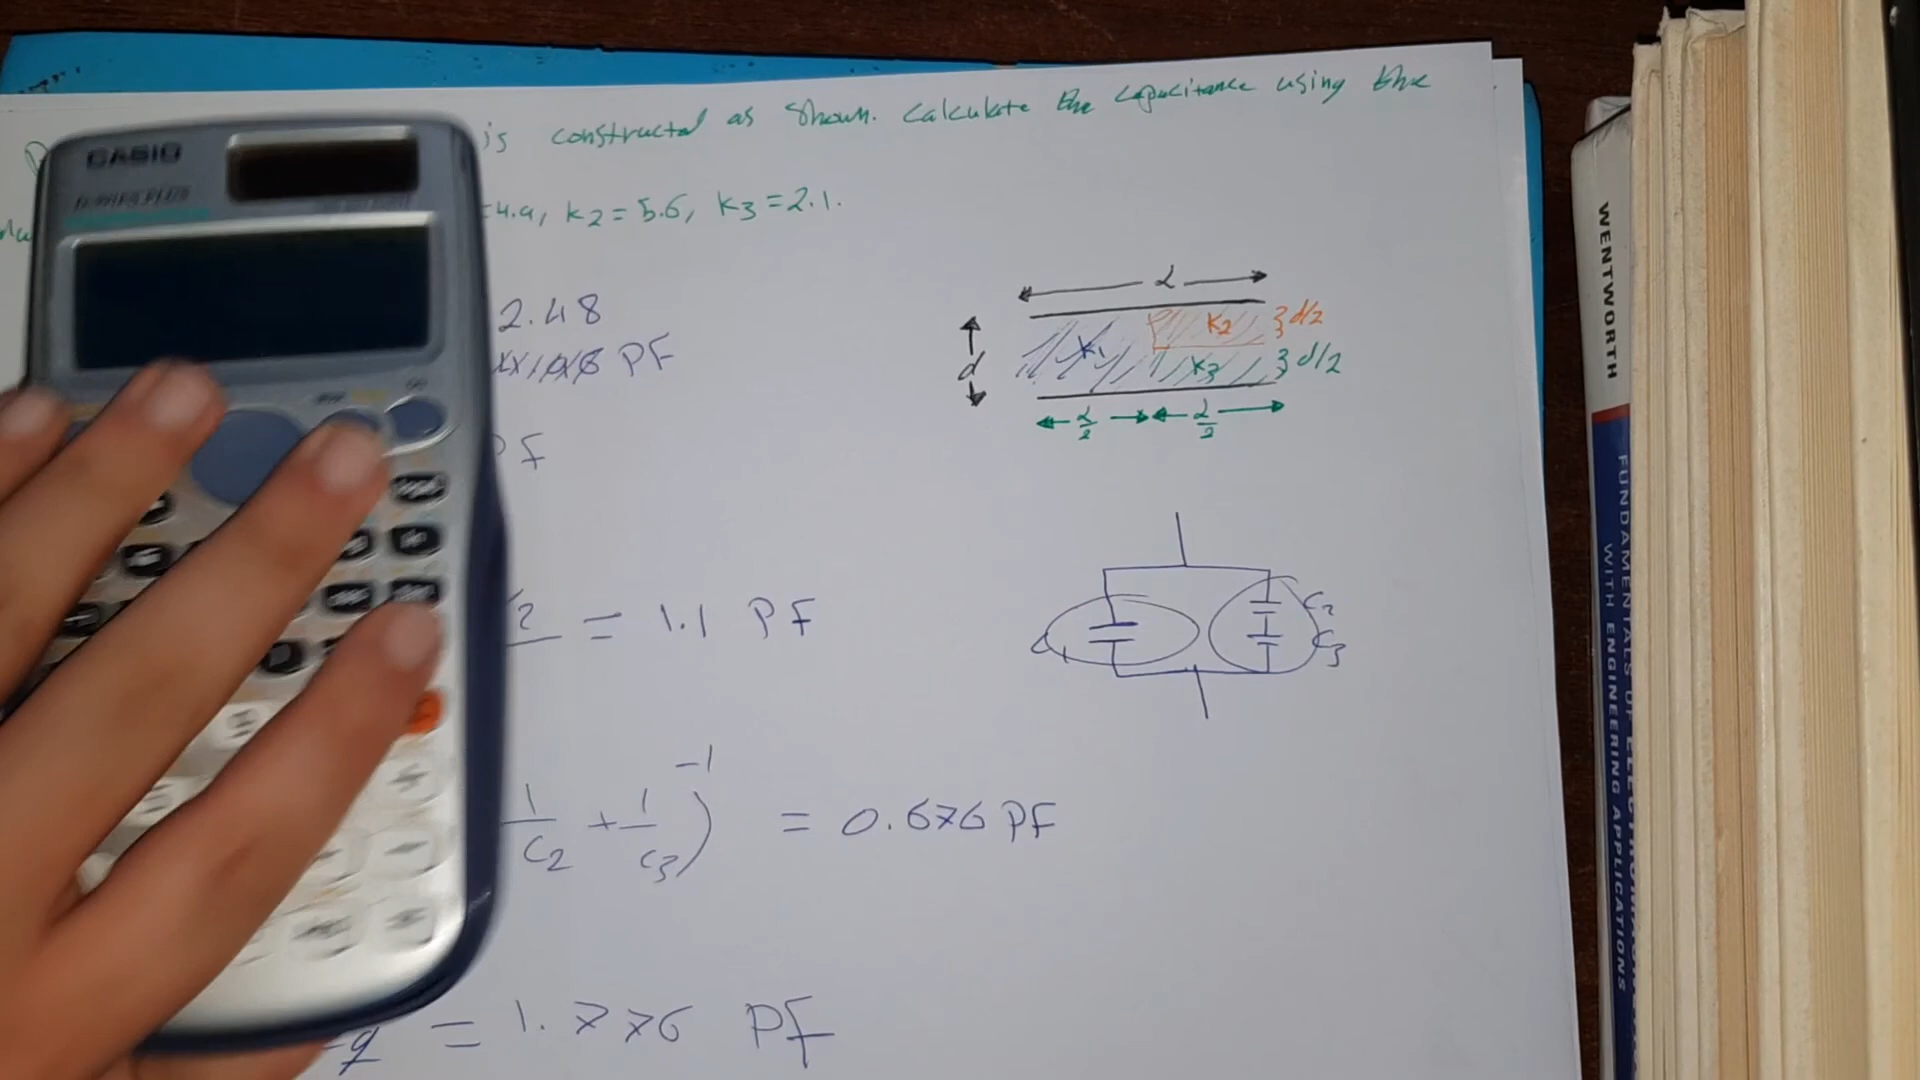 CASIO
is constructed as shown. Calculate the capacitance using the
=4.9, k2 = 5.6, k3 = 2.1.
2.48
PF
PF
2 = 1.1 PF
1/C2 + 1/C3)^-1 = 0.676 PF
q = 1.776 PF
d
K1
K2
K3
d/2
d/2
2
2
C1
C2
C3
WENTWORTH
FUNDAMENTALS OF
WITH ENGINEERING APPLICATIONS